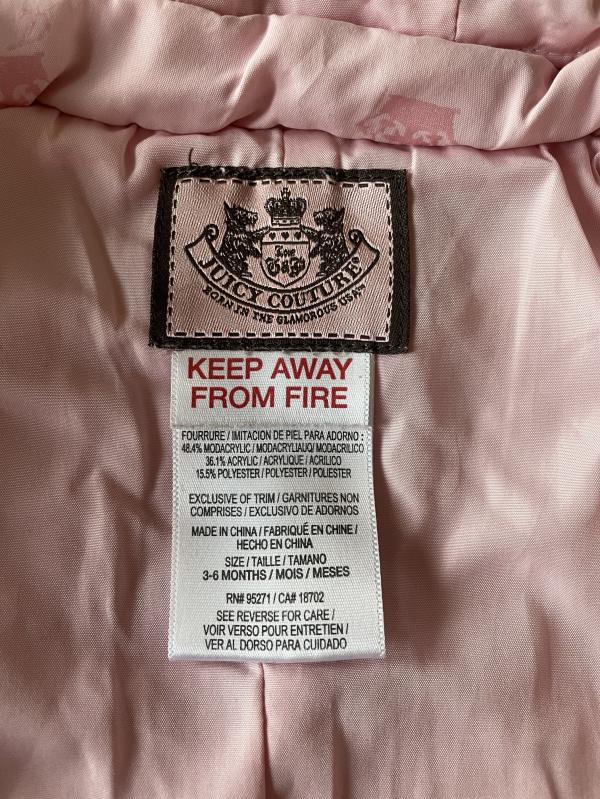 JUICY COUTURE®
BORN IN THE GLAMOROUS USA™
KEEP AWAY
FROM FIRE
FOURRURE / IMITACION DE PIEL PARA ADORNO :
48.4% MODACRYLIC / MODACRYLIAUQ/ MODACRILICO
36.1% ACRYLIC / ACRYLIQUE / ACRILICO
15.5% POLYESTER / POLYESTER / POLIESTER
EXCLUSIVE OF TRIM / GARNITURES NON
COMPRISES / EXCLUSIVO DE ADORNOS
MADE IN CHINA / FABRIQUÉ EN CHINE /
HECHO EN CHINA
SIZE / TAILLE / TAMANO
3-6 MONTHS / MOIS / MESES
RN# 95271 / CA# 18702
SEE REVERSE FOR CARE /
VOIR VERSO POUR ENTRETIEN /
VER AL DORSO PARA CUIDADO